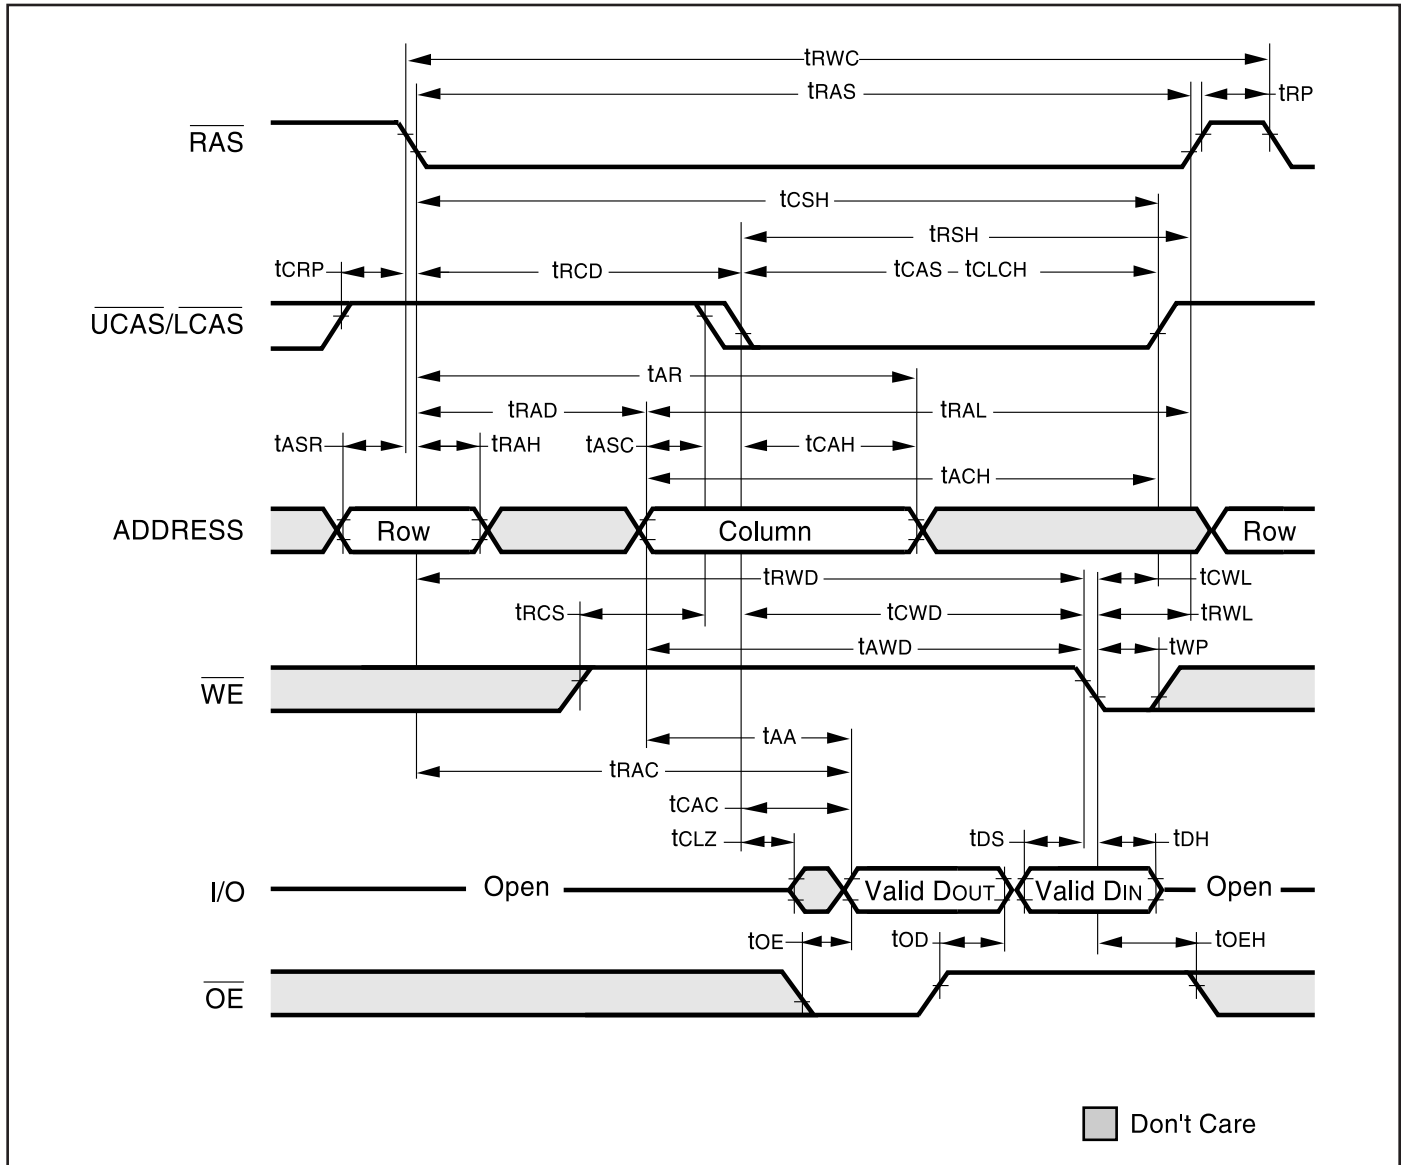 tRWC
tRAS
tRP
RAS
tCSH
tRSH
tCRP
tRCD
tCAS – tCLCH
UCAS/LCAS
tAR
tRAD
tRAL
tASR
tRAH
tASC
tCAH
tACH
ADDRESS
Row
Column
Row
tRWD
tCWL
tRCS
tCWD
tRWL
tAWD
tWP
WE
tAA
tRAC
tCAC
tCLZ
tDS
tDH
I/O
Open
Valid DOUT
Valid DIN
Open
tOE
tOD
tOEH
OE
Don't Care